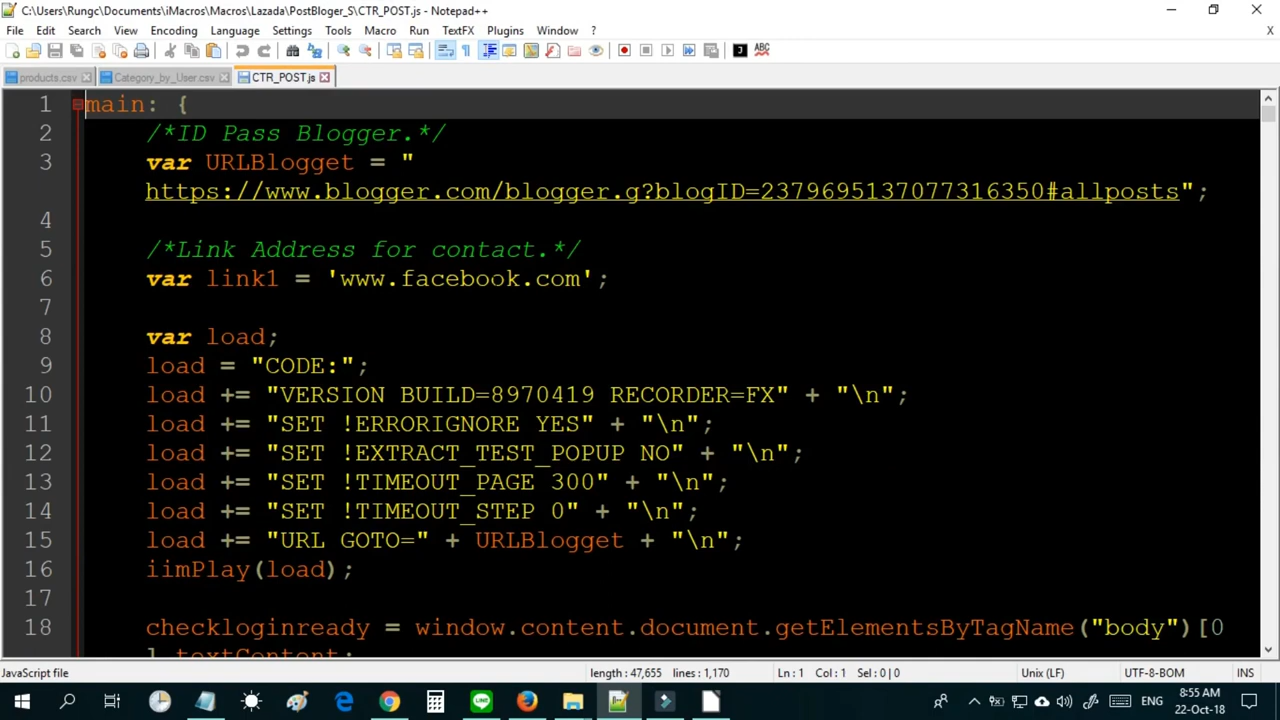 C:\Users\Rungc\Documents\iMacros\Macros\Lazada\PostBloger_S\CTR_POST.js - Notepad++
File Edit Search View Encoding Language Settings Tools Macro Run TextFX Plugins Window ?
X
products.csv Category_by_User.csv CTR_POST.js
1 main: {
2 /*ID Pass Blogger.*/
3 var URLBlogget = "
https://www.blogger.com/blogger.g?blogID=2379695137077316350#allposts";
4
5 /*Link Address for contact.*/
6 var link1 = 'www.facebook.com';
7
8 var load;
9 load = "CODE:";
10 load += "VERSION BUILD=8970419 RECORDER=FX" + "\n";
11 load += "SET !ERRORIGNORE YES" + "\n";
12 load += "SET !EXTRACT_TEST_POPUP NO" + "\n";
13 load += "SET !TIMEOUT_PAGE 300" + "\n";
14 load += "SET !TIMEOUT_STEP 0" + "\n";
15 load += "URL GOTO=" + URLBlogget + "\n";
16 iimPlay(load);
17
18 checkloginready = window.content.document.getElementsByTagName("body")[0
].textContent;
JavaScript file length : 47,655 lines : 1,170 Ln : 1 Col : 1 Sel : 0 | 0 Unix (LF) UTF-8-BOM INS
ENG 8:55 AM
22-Oct-18